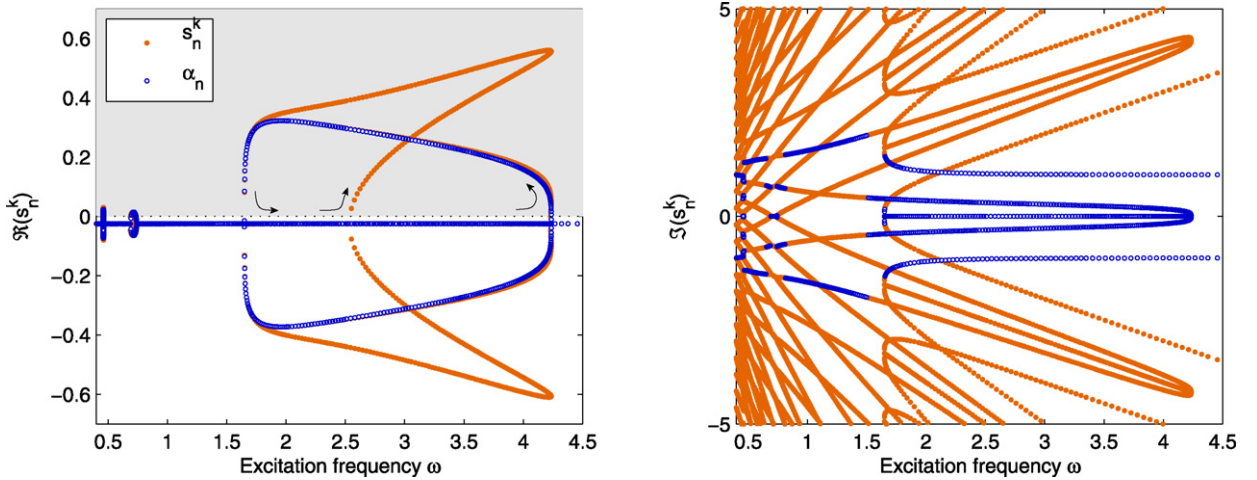 0.6
0.4
0.2
0
−0.2
−0.4
−0.6
ℜ(s_n^k)
s_n^k
α_n
0.5 1 1.5 2 2.5 3 3.5 4 4.5
Excitation frequency ω
5
0
−5
ℑ(s_n^k)
0.5 1 1.5 2 2.5 3 3.5 4 4.5
Excitation frequency ω